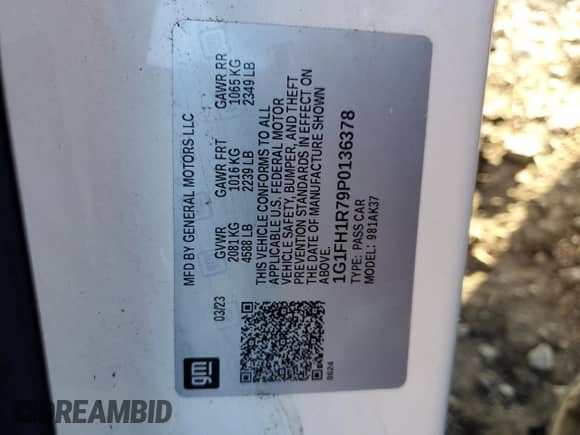 MFD BY GENERAL MOTORS LLC
03/23
GVWR GAWR FRT GAWR RR
2081KG 1016 KG 1065 KG
4588 LB 2239 LB 2349 LB
THIS VEHICLE CONFORMS TO ALL
APPLICABLE U.S. FEDERAL MOTOR
VEHICLE SAFETY, BUMPER, AND THEFT
PREVENTION STANDARDS IN EFFECT ON
THE DATE OF MANUFACTURE SHOWN
ABOVE.
1G1FH1R79P0136378
TYPE: PASS CAR
MODEL: 981AK37
gm
0624
DREAMBID